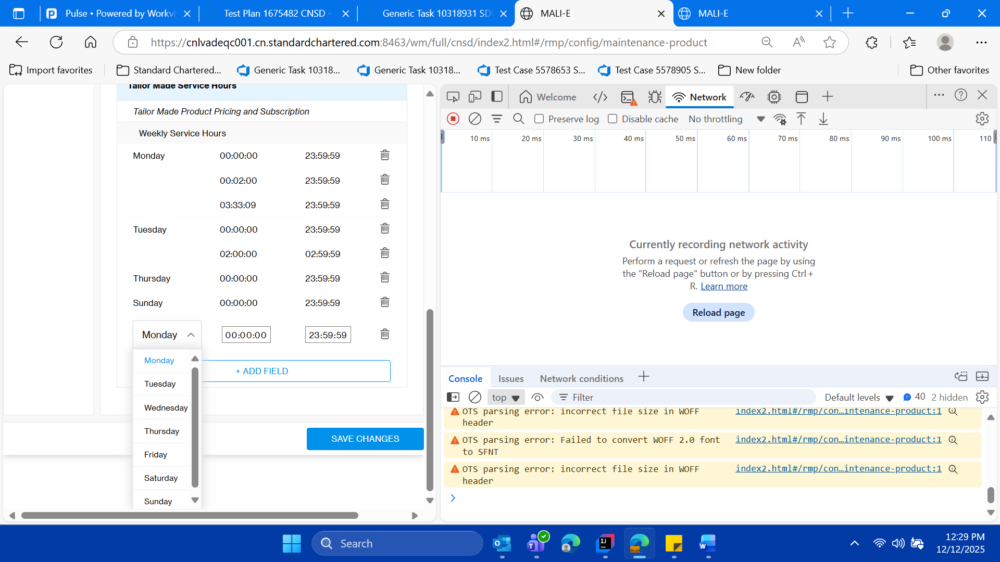 Pulse • Powered by Workvi
Test Plan 1675482 CNSD -
Generic Task 10318931 SD
MALI-E
MALI-E
https://cnlvadeqc001.cn.standardchartered.com:8463/wm/full/cnsd/index2.html#/rmp/config/maintenance-product
Import favorites
Standard Chartered...
Generic Task 10318...
Generic Task 10318...
Test Case 5578653 S...
Test Case 5578905 S...
New folder
Other favorites
Tailor Made Service Hours
Tailor Made Product Pricing and Subscription
Weekly Service Hours
Monday 00:00:00 23:59:59
00:02:00 23:59:59
03:33:09 23:59:59
Tuesday 00:00:00 23:59:59
02:00:00 02:59:59
Thursday 00:00:00 23:59:59
Sunday 00:00:00 23:59:59
Monday 00:00:00 23:59:59
Monday
Tuesday
Wednesday
Thursday
Friday
Saturday
Sunday
+ ADD FIELD
SAVE CHANGES
Welcome
Network
Preserve log
Disable cache
No throttling
10 ms 20 ms 30 ms 40 ms 50 ms 60 ms 70 ms 80 ms 90 ms 100 ms 110
Currently recording network activity
Perform a request or refresh the page by using
the "Reload page" button or by pressing Ctrl +
R. Learn more
Reload page
Console
Issues
Network conditions
top
Filter
Default levels
40
2 hidden
OTS parsing error: incorrect file size in WOFF index2.html#/rmp/con…intenance-product:1
header
OTS parsing error: Failed to convert WOFF 2.0 font index2.html#/rmp/con…intenance-product:1
to SFNT
OTS parsing error: incorrect file size in WOFF index2.html#/rmp/con…intenance-product:1
header
Search
12:29 PM
12/12/2025